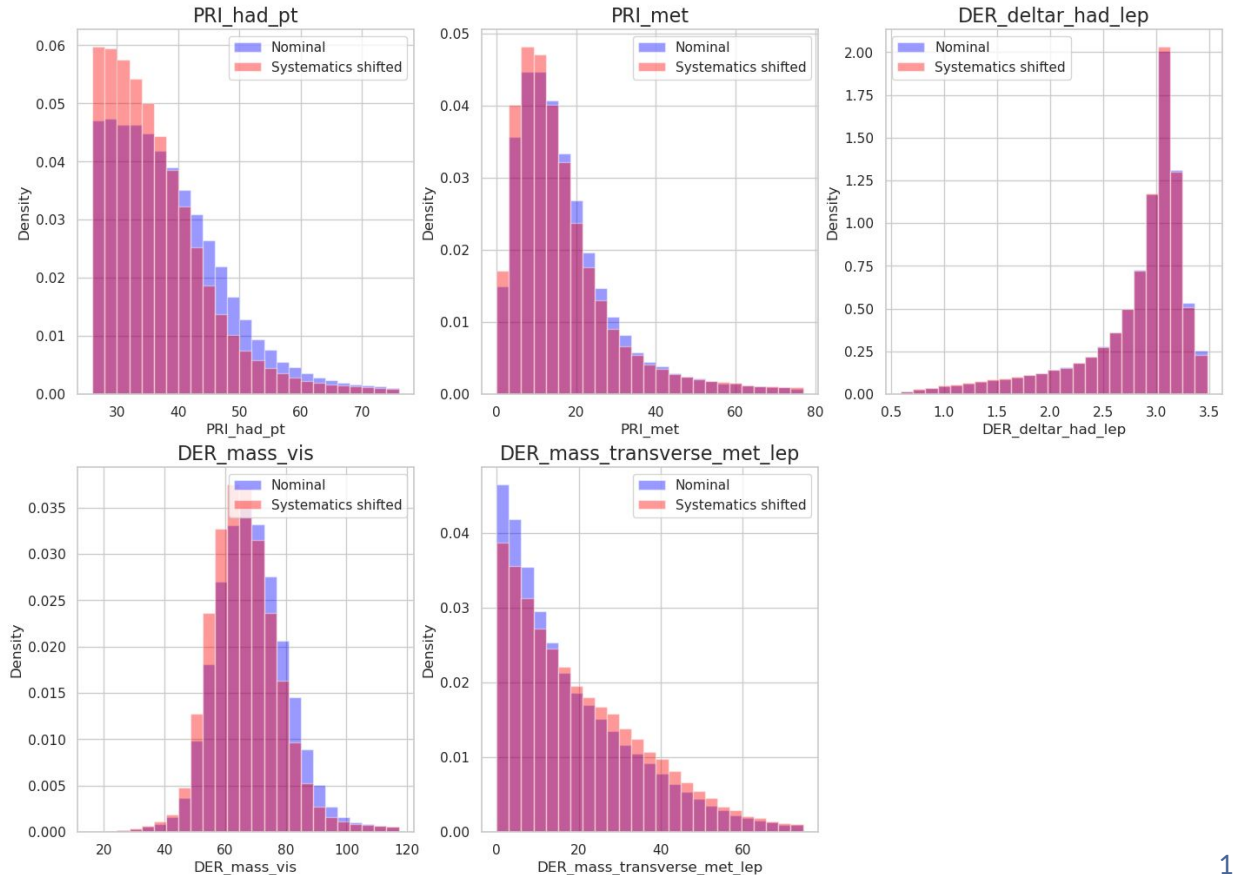 PRI_had_pt
Nominal
Systematics shifted
0.06
0.05
0.04
0.03
0.02
0.01
0.00
Density
30 40 50 60 70
PRI_had_pt
PRI_met
Nominal
Systematics shifted
0.05
0.04
0.03
0.02
0.01
0.00
Density
0 20 40 60 80
PRI_met
DER_deltar_had_lep
Nominal
Systematics shifted
2.00
1.75
1.50
1.25
1.00
0.75
0.50
0.25
0.00
Density
0.5 1.0 1.5 2.0 2.5 3.0 3.5
DER_deltar_had_lep
DER_mass_vis
Nominal
Systematics shifted
0.035
0.030
0.025
0.020
0.015
0.010
0.005
0.000
Density
20 40 60 80 100 120
DER_mass_vis
DER_mass_transverse_met_lep
Nominal
Systematics shifted
0.04
0.03
0.02
0.01
0.00
Density
0 20 40 60
DER_mass_transverse_met_lep
1